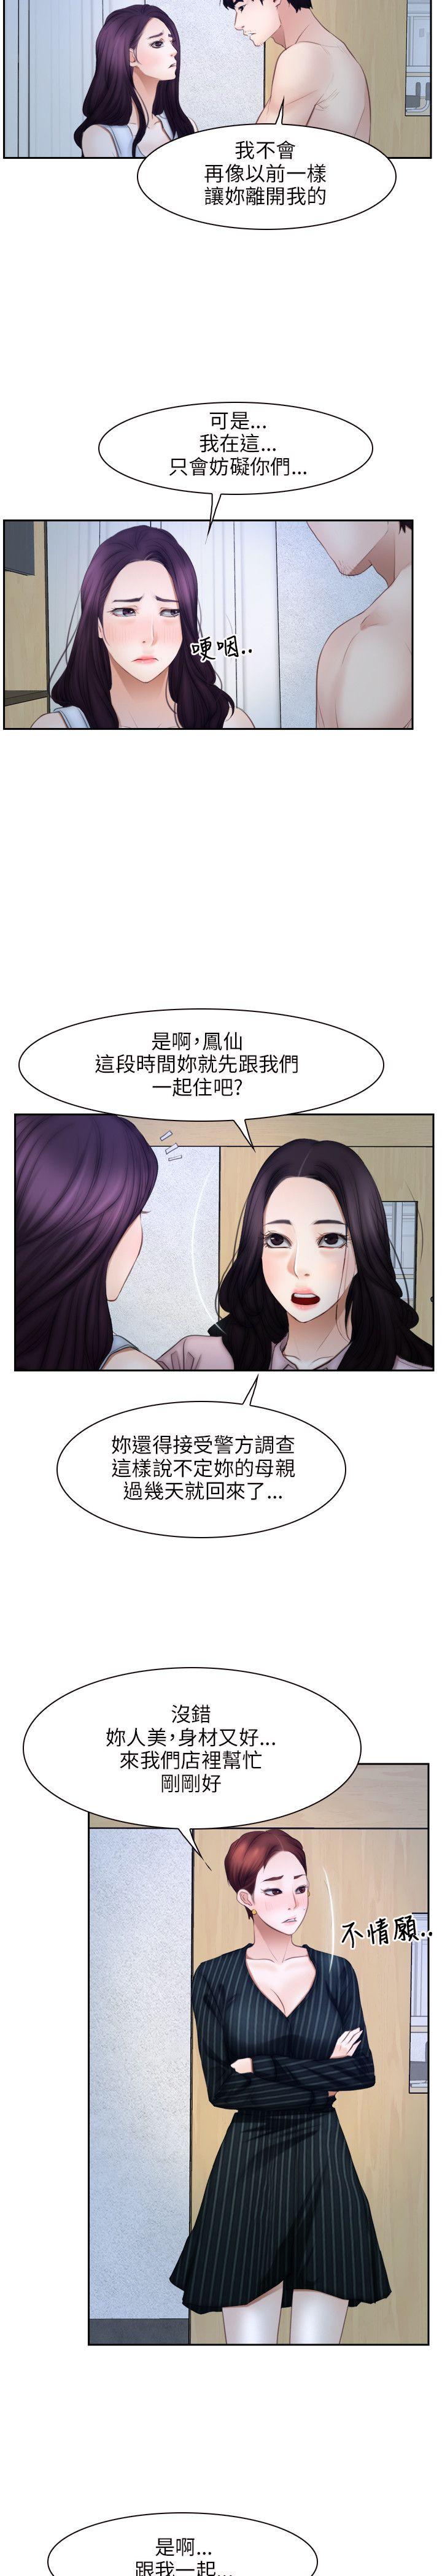 我不會
再像以前一樣
讓妳離開我的
可是...
我在這...
只會妨礙你們...
哽咽..
是啊，鳳仙
這段時間妳就先跟我們
一起住吧?
妳還得接受警方調查
這樣說不定妳的母親
過幾天就回來了...
沒錯
妳人美，身材又好...
來我們店裡幫忙
剛剛好
不情願..
是啊...
跟我一起...